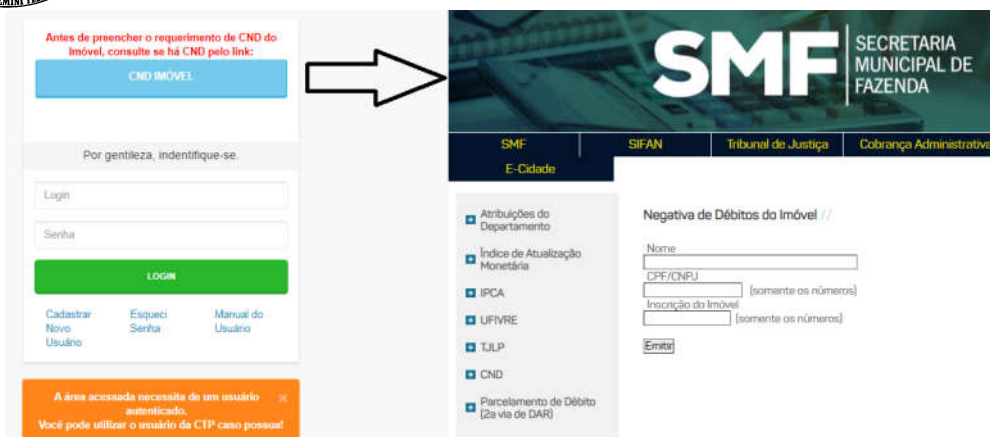 Antes de preencher o requerimento de CND do
Imóvel, consulte se há CND pelo link:
CND IMÓVEL
Por gentileza, indentifique-se.
Login
Senha
LOGIN
Cadastrar
Novo
Usuário
Esqueci
Senha
Manual do
Usuário
A área acessada necessita de um usuário
autenticado.
Você pode utilizar o usuário da CTP caso possua!
×
SMF
SECRETARIA
MUNICIPAL DE
FAZENDA
SMF
SIFAN
Tribunal de Justiça
Cobrança Administrativa
E-Cidade
Atribuições do
Departamento
Índice de Atualização
Monetária
IPCA
UFIVRE
TJLP
CND
Parcelamento de Débito
(2a via de DAR)
Negativa de Débitos do Imóvel //
Nome
CPF/CNPJ
(somente os números)
Inscrição do Imóvel
(somente os números)
Emitir